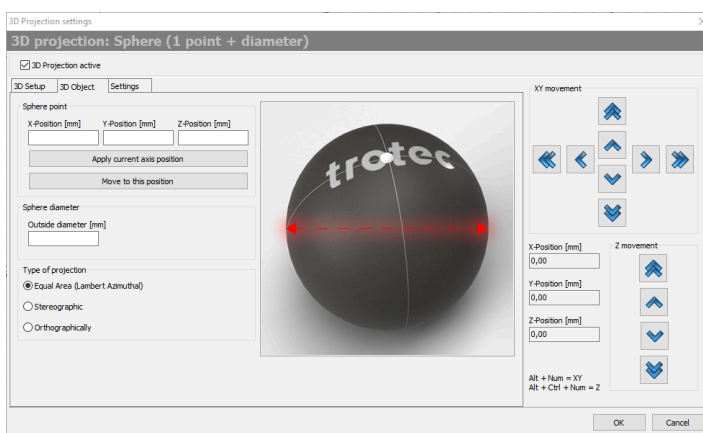 3D Projection settings
3D projection: Sphere (1 point + diameter)
3D Projection active
3D Setup 3D Object Settings
Sphere point
X-Position [mm] Y-Position [mm] Z-Position [mm]
Apply current axis position
Move to this position
Sphere diameter
Outside diameter [mm]
Type of projection
Equal Area (Lambert Azimuthal)
Stereographic
Orthographically
trotec
XY movement
X-Position [mm]
0,00
Y-Position [mm]
0,00
Z-Position [mm]
0,00
Z movement
Alt + Num = XY
Alt + Ctrl + Num = Z
OK Cancel